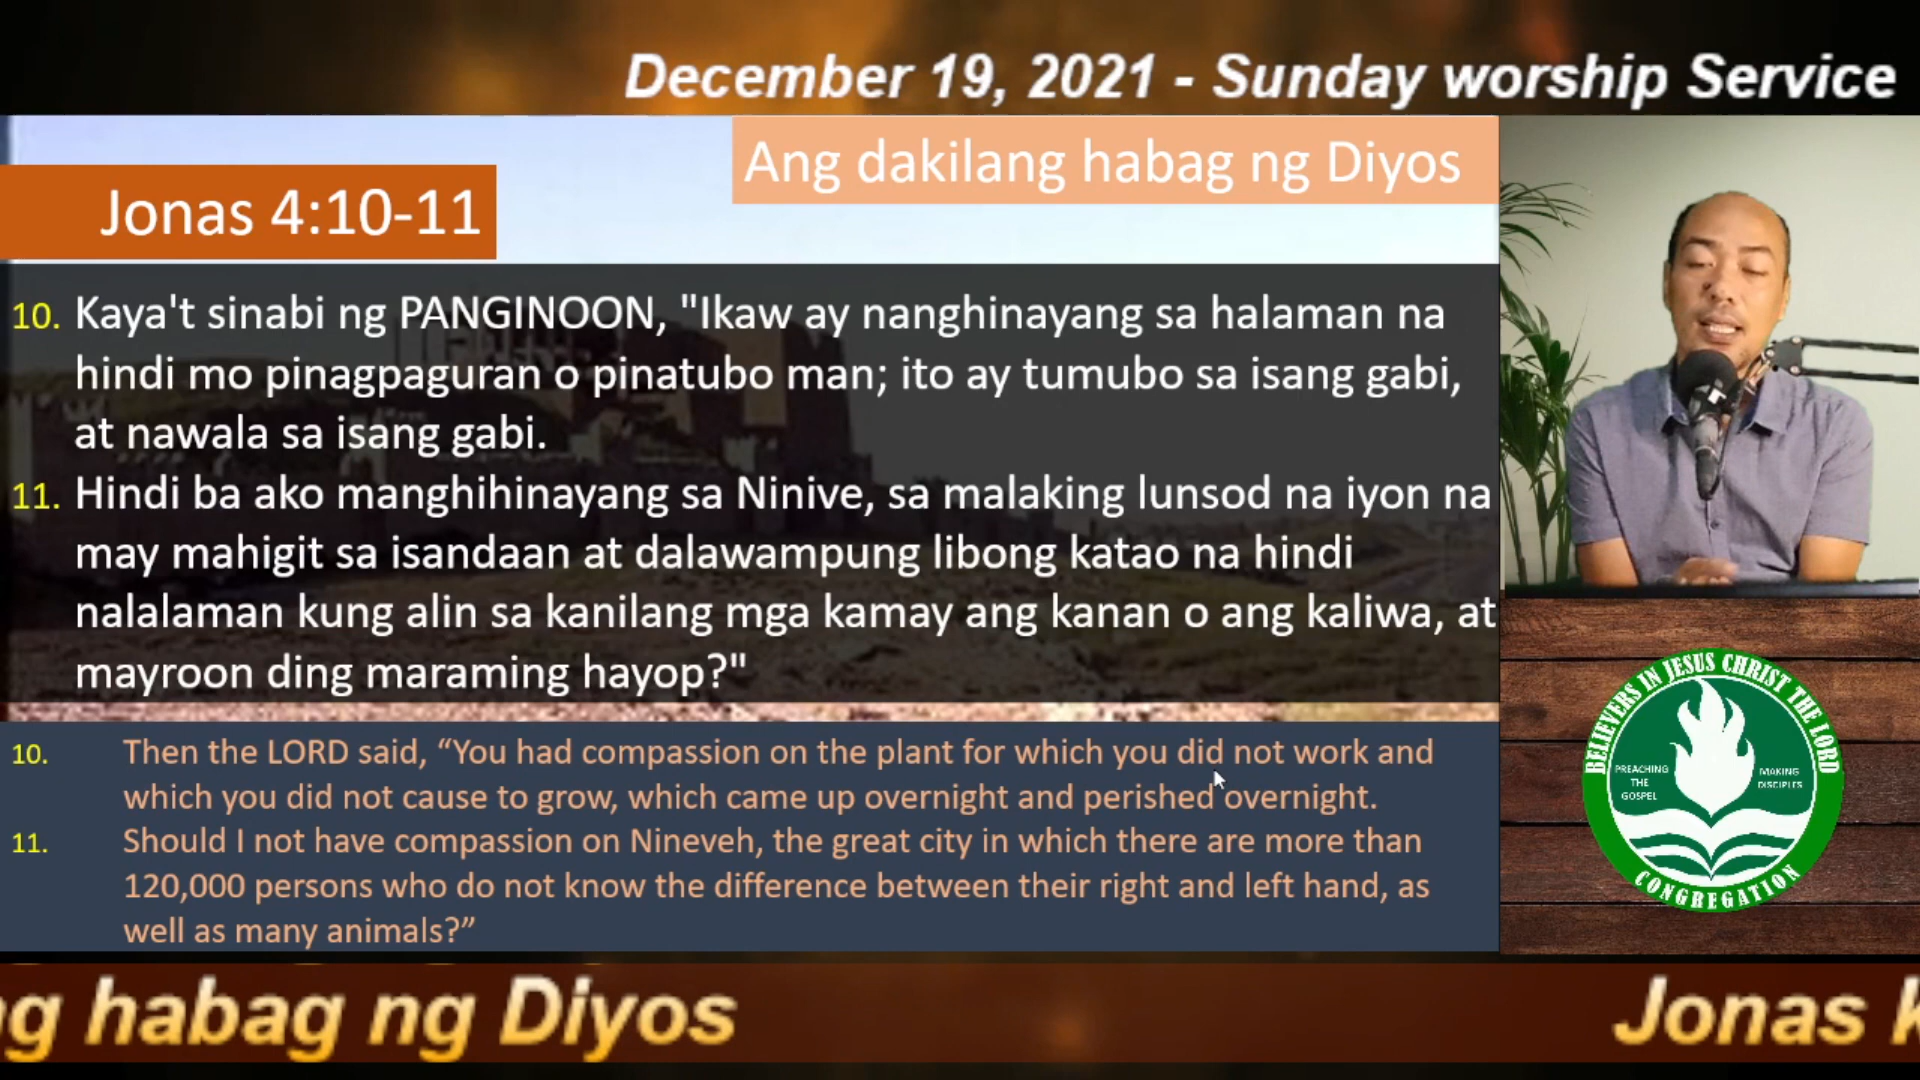 December 19, 2021 - Sunday worship Service
Ang dakilang habag ng Diyos
Jonas 4:10-11
10. Kaya't sinabi ng PANGINOON, "Ikaw ay nanghinayang sa halaman na
hindi mo pinagpaguran o pinatubo man; ito ay tumubo sa isang gabi,
at nawala sa isang gabi.
11. Hindi ba ako manghihinayang sa Ninive, sa malaking lunsod na iyon na
may mahigit sa isandaan at dalawampung libong katao na hindi
nalalaman kung alin sa kanilang mga kamay ang kanan o ang kaliwa, at
mayroon ding maraming hayop?"
10. Then the LORD said, “You had compassion on the plant for which you did not work and
which you did not cause to grow, which came up overnight and perished overnight.
11. Should I not have compassion on Nineveh, the great city in which there are more than
120,000 persons who do not know the difference between their right and left hand, as
well as many animals?”
BELIEVERS IN JESUS CHRIST THE LORD
PREACHING
THE
GOSPEL
MAKING
DISCIPLES
CONGREGATION
g habag ng Diyos
Jonas k